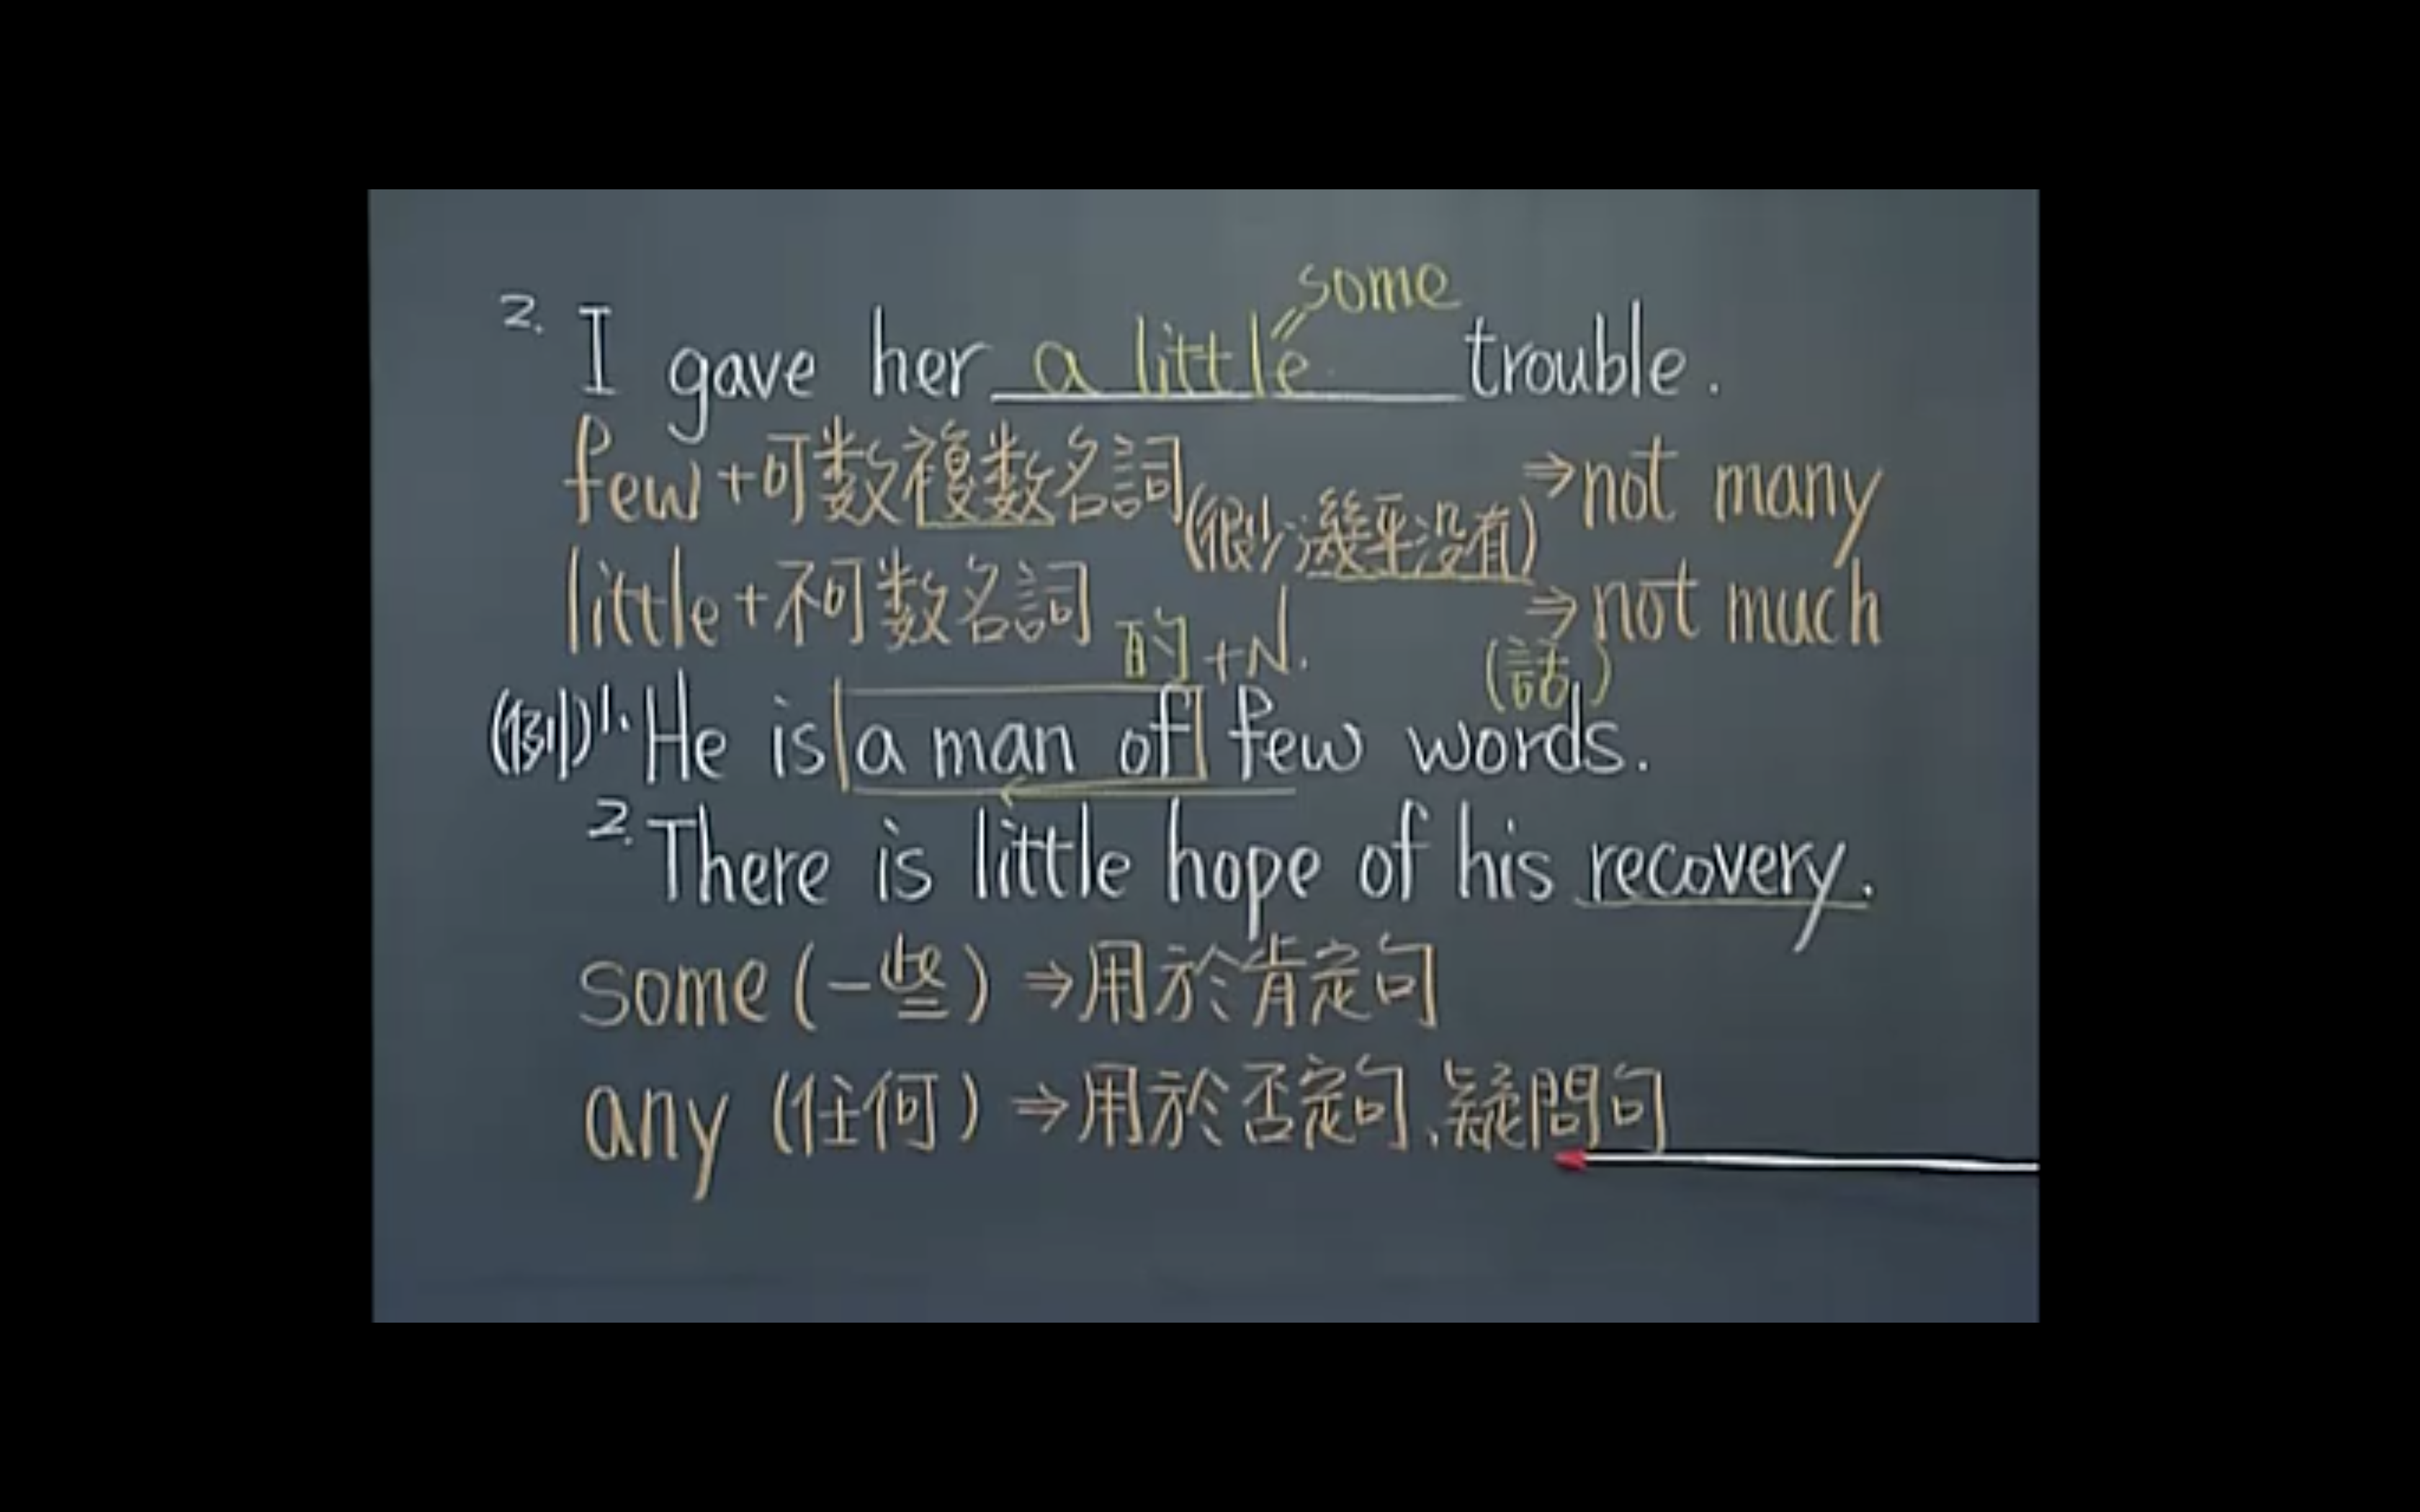 some
2. I gave her a little trouble.
few+可数複数名詞(很少,幾乎没有)⇒not many
little+不可数名詞 ⇒not much
的+N. (話)
(例)1. He is a man of few words.
2. There is little hope of his recovery.
some (一些) ⇒用於肯定句
any (任何) ⇒用於否定句、疑問句